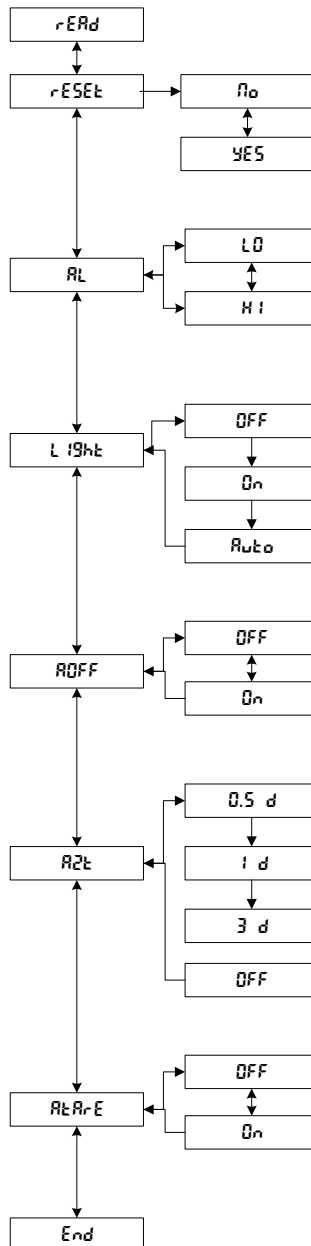 rEAd
rESEt
No
YES
AL
LO
HI
LIght
OFF
On
Auto
AOFF
OFF
On
AZt
0.5 d
1 d
3 d
OFF
AtArE
OFF
On
End